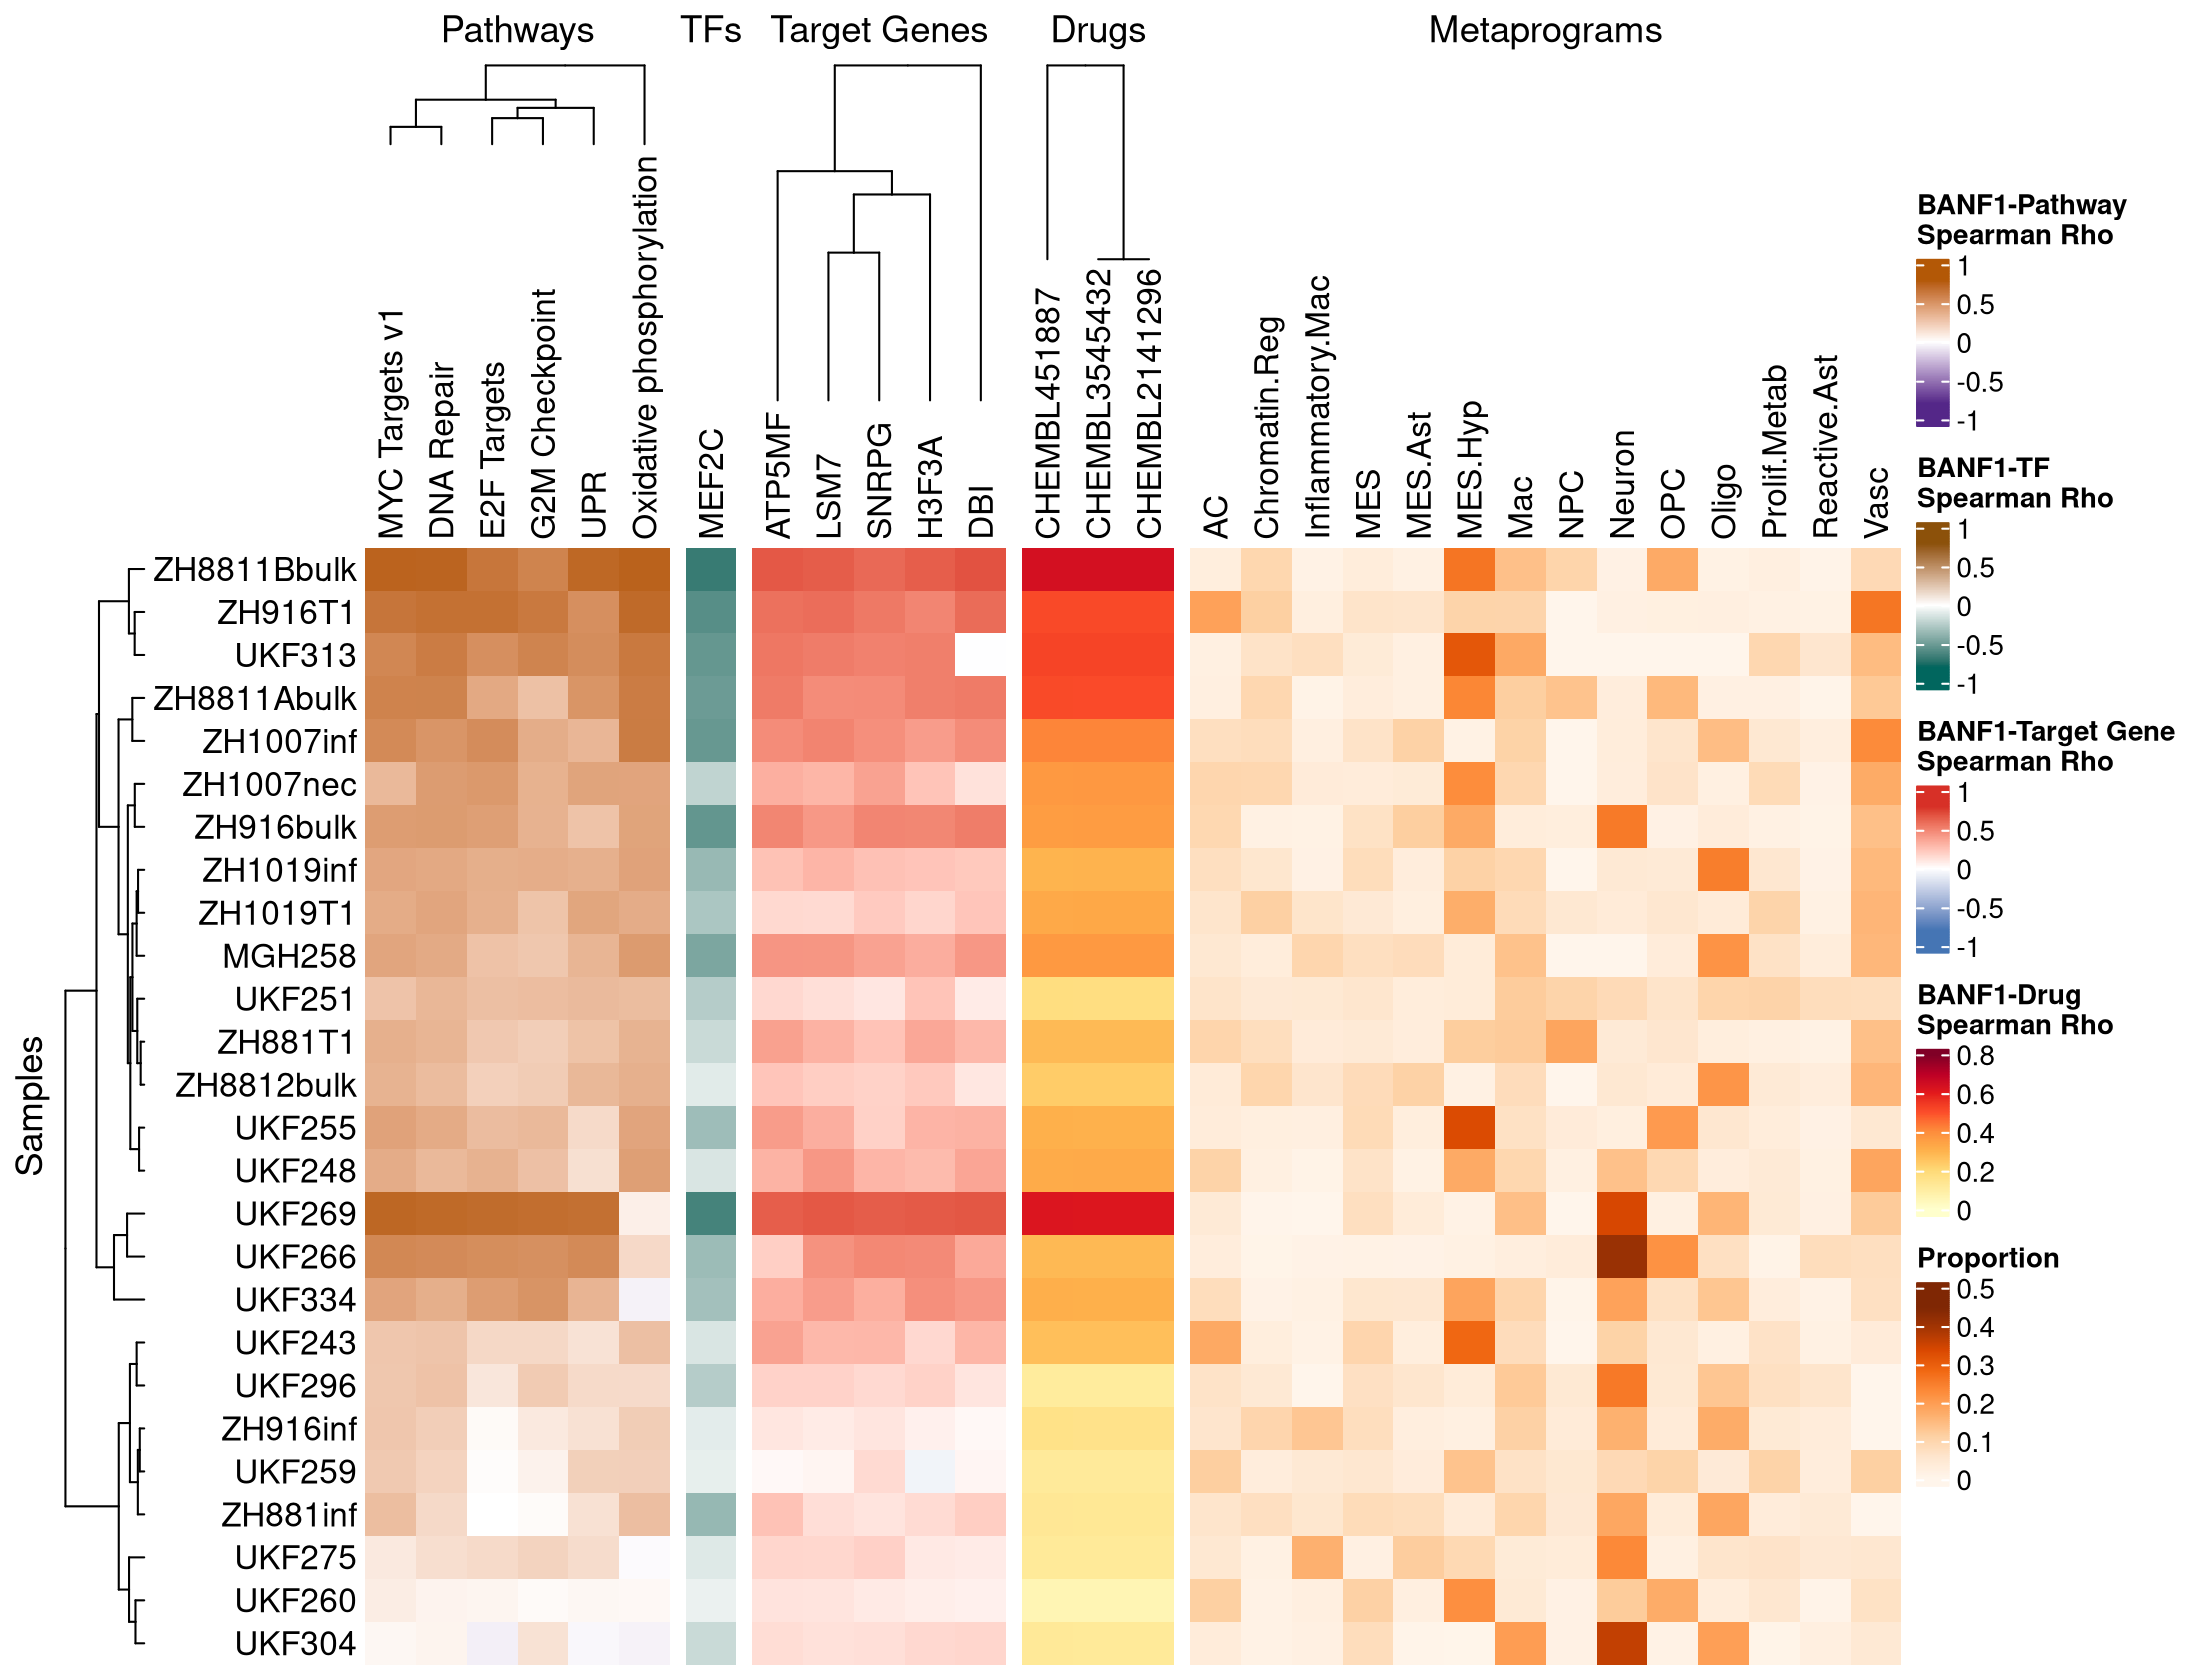 Pathways TFs Target Genes Drugs Metaprograms
MYC Targets v1
DNA Repair
E2F Targets
G2M Checkpoint
UPR
Oxidative phosphorylation
MEF2C
ATP5MF
LSM7
SNRPG
H3F3A
DBI
CHEMBL451887
CHEMBL3545432
CHEMBL2141296
AC
Chromatin.Reg
Inflammatory.Mac
MES
MES.Ast
MES.Hyp
Mac
NPC
Neuron
OPC
Oligo
Prolif.Metab
Reactive.Ast
Vasc
Samples
ZH8811Bbulk
ZH916T1
UKF313
ZH8811Abulk
ZH1007inf
ZH1007nec
ZH916bulk
ZH1019inf
ZH1019T1
MGH258
UKF251
ZH881T1
ZH8812bulk
UKF255
UKF248
UKF269
UKF266
UKF334
UKF243
UKF296
ZH916inf
UKF259
ZH881inf
UKF275
UKF260
UKF304
BANF1-Pathway
Spearman Rho
1
0.5
0
-0.5
-1
BANF1-TF
Spearman Rho
1
0.5
0
-0.5
-1
BANF1-Target Gene
Spearman Rho
1
0.5
0
-0.5
-1
BANF1-Drug
Spearman Rho
0.8
0.6
0.4
0.2
0
Proportion
0.5
0.4
0.3
0.2
0.1
0